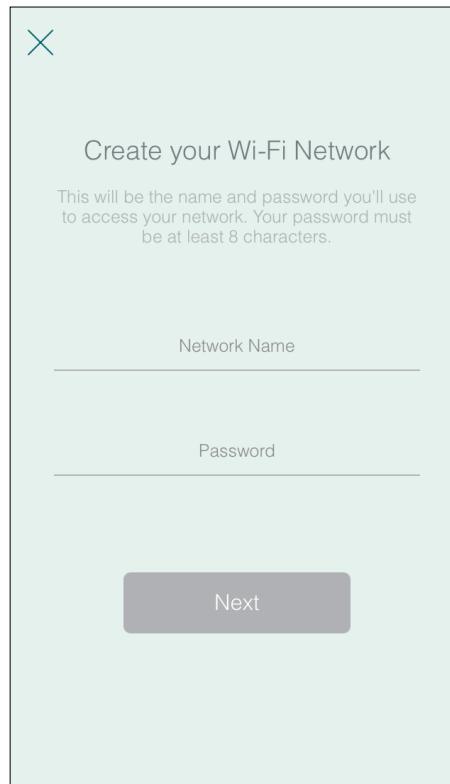 Create your Wi-Fi Network
This will be the name and password you'll use
to access your network. Your password must
be at least 8 characters.
Network Name
Password
Next